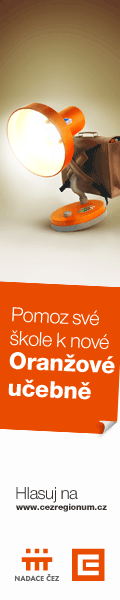 Pomoz své
škole k nové
Oranžové
učebně
Hlasuj na
www.cezregionum.cz
NADACE ČEZ